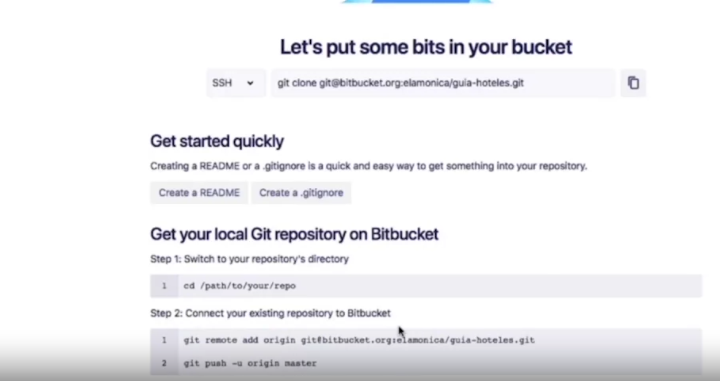 Let's put some bits in your bucket
SSH git clone git@bitbucket.org:elamonica/guia-hoteles.git
Get started quickly
Creating a README or a .gitignore is a quick and easy way to get something into your repository.
Create a README Create a .gitignore
Get your local Git repository on Bitbucket
Step 1: Switch to your repository's directory
1 cd /path/to/your/repo
Step 2: Connect your existing repository to Bitbucket
1 git remote add origin git@bitbucket.org:elamonica/guia-hoteles.git
2 git push -u origin master